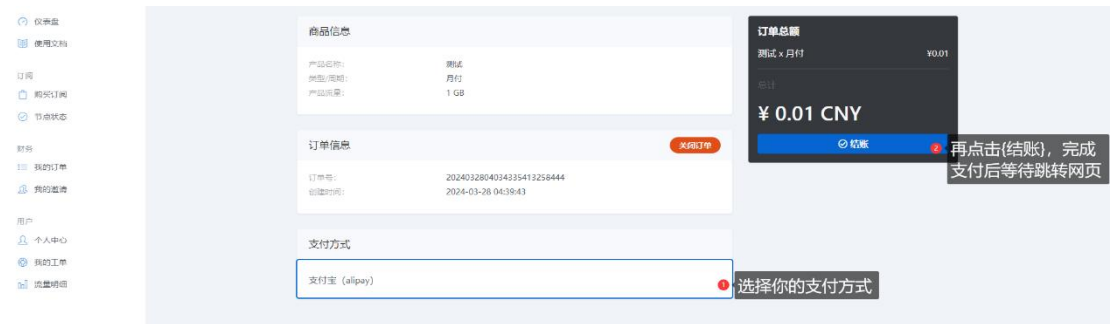 仪表盘
使用文档
订阅
购买订阅
节点状态
财务
我的订单
我的邀请
用户
个人中心
我的工单
流量明细
商品信息
产品名称： 测试
类型/周期： 月付
产品流量： 1 GB
订单信息 关闭订单
订单号： 2024032804034335413258444
创建时间： 2024-03-28 04:39:43
支付方式
支付宝（alipay）
1 选择你的支付方式
订单总额
测试 x 月付 ¥0.01
总计
¥ 0.01 CNY
结账
2 再点击{结账}，完成
支付后等待跳转网页